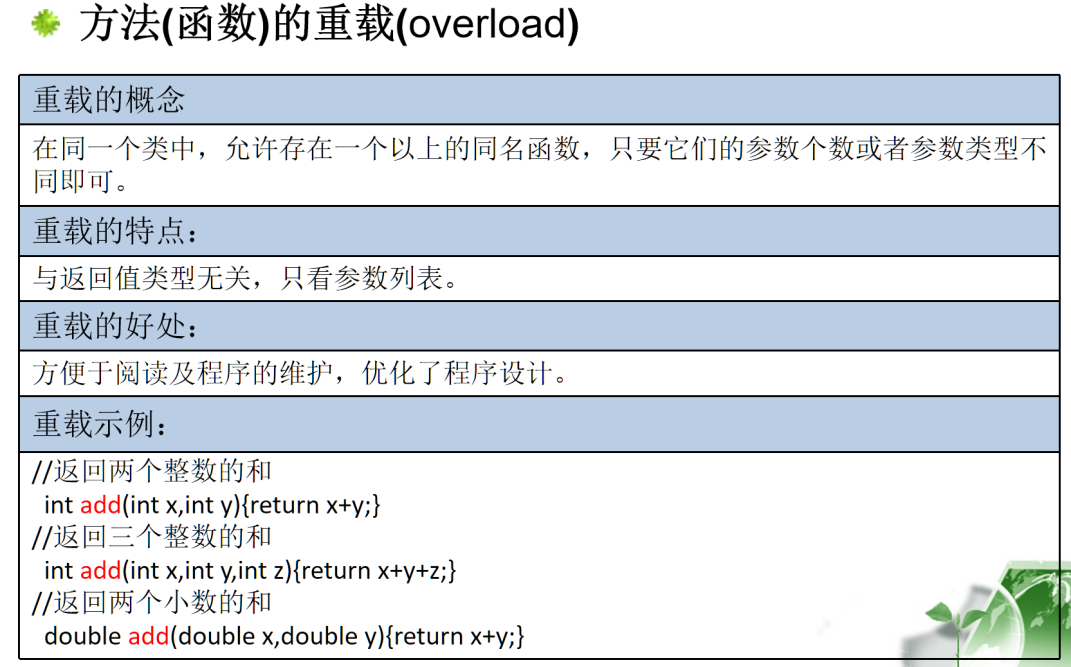 方法(函数)的重载(overload)
重载的概念
在同一个类中，允许存在一个以上的同名函数，只要它们的参数个数或者参数类型不
同即可。
重载的特点：
与返回值类型无关，只看参数列表。
重载的好处：
方便于阅读及程序的维护，优化了程序设计。
重载示例：
//返回两个整数的和
int add(int x,int y){return x+y;}
//返回三个整数的和
int add(int x,int y,int z){return x+y+z;}
//返回两个小数的和
double add(double x,double y){return x+y;}